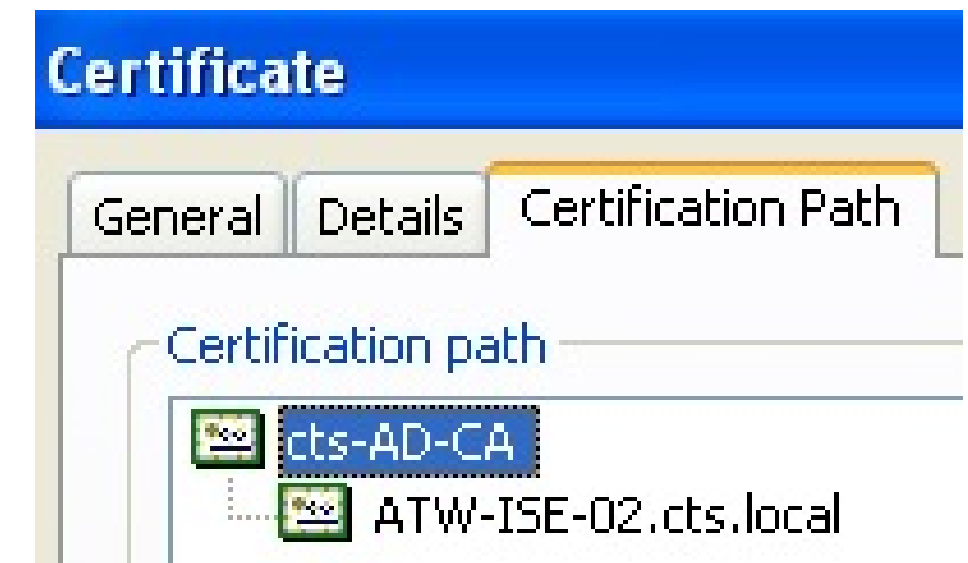 Certificate
General Details Certification Path
Certification path
cts-AD-CA
ATW-ISE-02.cts.local